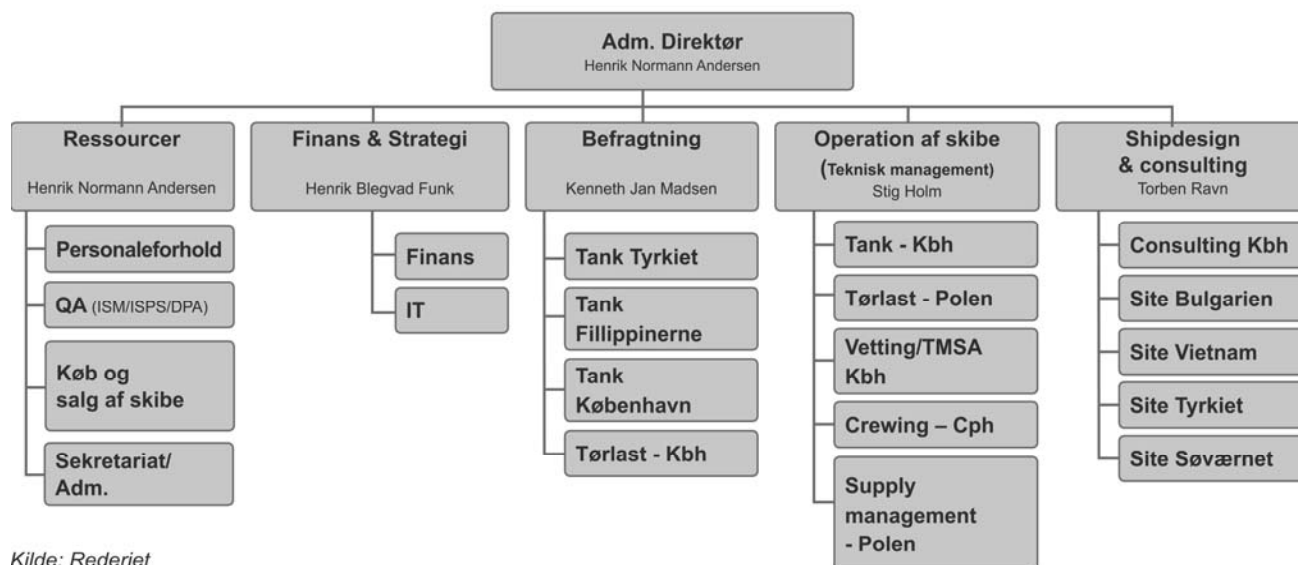 Adm. Direktør
Henrik Normann Andersen
Ressourcer
Henrik Normann Andersen
Personaleforhold
QA (ISM/ISPS/DPA)
Køb og
salg af skibe
Sekretariat/
Adm.
Finans & Strategi
Henrik Blegvad Funk
Finans
IT
Befragtning
Kenneth Jan Madsen
Tank Tyrkiet
Tank
Fillippinerne
Tank
København
Tørlast - Kbh
Operation af skibe
(Teknisk management)
Stig Holm
Tank - Kbh
Tørlast - Polen
Vetting/TMSA
Kbh
Crewing – Cph
Supply
management
- Polen
Shipdesign
& consulting
Torben Ravn
Consulting Kbh
Site Bulgarien
Site Vietnam
Site Tyrkiet
Site Søværnet
Kilde: Rederiet